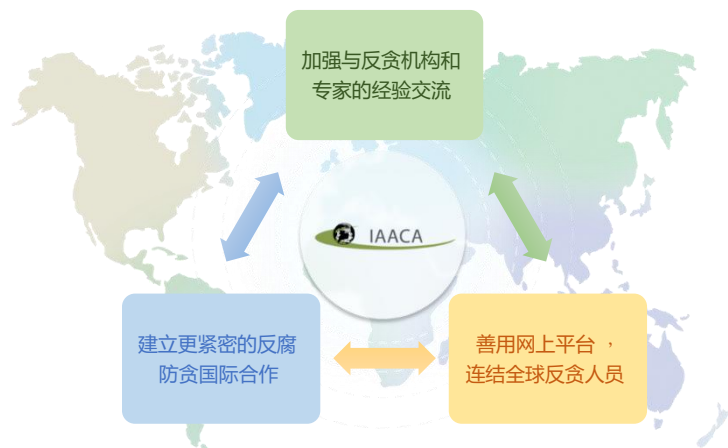 加强与反贪机构和
专家的经验交流
IAACA
建立更紧密的反腐
防贪国际合作
善用网上平台，
连结全球反贪人员